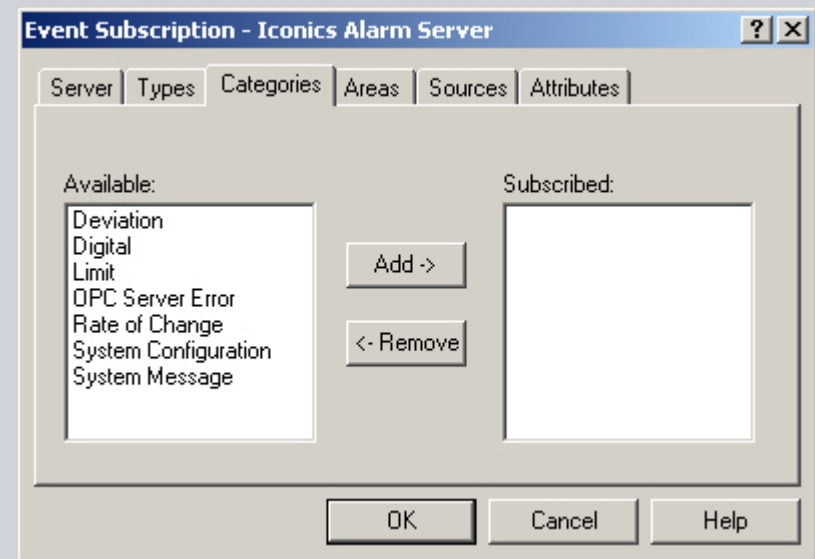 Event Subscription - Iconics Alarm Server
Server Types Categories Areas Sources Attributes
Available:
Deviation
Digital
Limit
OPC Server Error
Rate of Change
System Configuration
System Message
Add ->
<- Remove
Subscribed:
OK Cancel Help